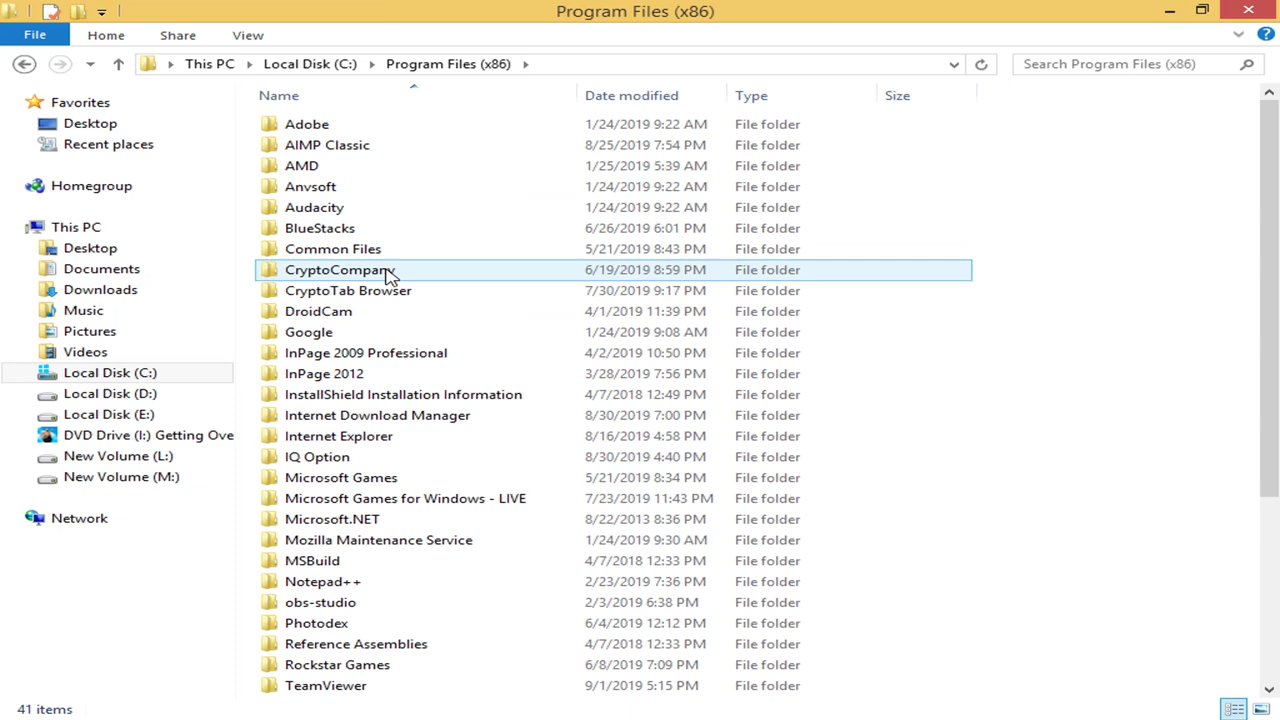 Program Files (x86)
File Home Share View
This PC Local Disk (C:) Program Files (x86) Search Program Files (x86)
Name Date modified Type Size
Favorites
Desktop
Recent places
Homegroup
This PC
Desktop
Documents
Downloads
Music
Pictures
Videos
Local Disk (C:)
Local Disk (D:)
Local Disk (E:)
DVD Drive (I:) Getting Ove
New Volume (L:)
New Volume (M:)
Network
Adobe 1/24/2019 9:22 AM File folder
AIMP Classic 8/25/2019 7:54 PM File folder
AMD 1/25/2019 5:39 AM File folder
Anvsoft 1/24/2019 9:22 AM File folder
Audacity 1/24/2019 9:22 AM File folder
BlueStacks 6/26/2019 6:01 PM File folder
Common Files 5/21/2019 8:43 PM File folder
CryptoCompany 6/19/2019 8:59 PM File folder
CryptoTab Browser 7/30/2019 9:17 PM File folder
DroidCam 4/1/2019 11:39 PM File folder
Google 1/24/2019 9:08 AM File folder
InPage 2009 Professional 4/2/2019 10:50 PM File folder
InPage 2012 3/28/2019 7:56 PM File folder
InstallShield Installation Information 4/7/2018 12:49 PM File folder
Internet Download Manager 8/30/2019 7:00 PM File folder
Internet Explorer 8/16/2019 4:58 PM File folder
IQ Option 8/30/2019 4:40 PM File folder
Microsoft Games 5/21/2019 8:34 PM File folder
Microsoft Games for Windows - LIVE 7/23/2019 11:43 PM File folder
Microsoft.NET 8/22/2013 8:36 PM File folder
Mozilla Maintenance Service 1/24/2019 9:30 AM File folder
MSBuild 4/7/2018 12:33 PM File folder
Notepad++ 2/23/2019 7:36 PM File folder
obs-studio 2/3/2019 6:38 PM File folder
Photodex 6/4/2019 12:12 PM File folder
Reference Assemblies 4/7/2018 12:33 PM File folder
Rockstar Games 6/8/2019 7:09 PM File folder
TeamViewer 9/1/2019 5:15 PM File folder
41 items